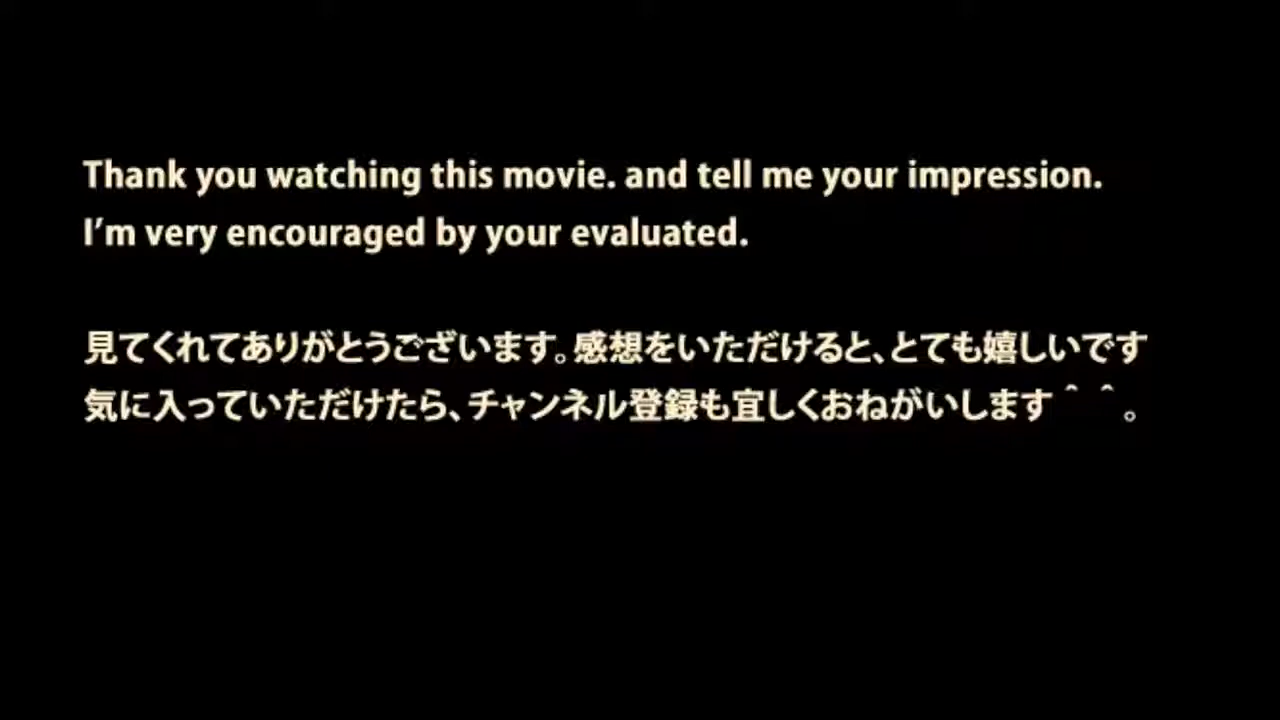 Thank you watching this movie. and tell me your impression.
I’m very encouraged by your evaluated.
見てくれてありがとうございます。感想をいただけると、とても嬉しいです
気に入っていただけたら、チャンネル登録も宜しくおねがいします＾＾。